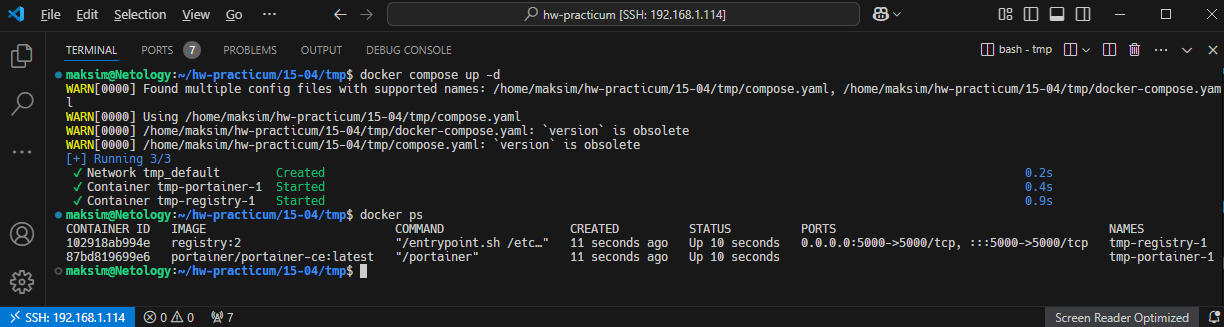 File Edit Selection View Go ··· hw-practicum [SSH: 192.168.1.114]
TERMINAL PORTS 7 PROBLEMS OUTPUT DEBUG CONSOLE bash - tmp
maksim@Netology:~/hw-practicum/15-04/tmp$ docker compose up -d
WARN[0000] Found multiple config files with supported names: /home/maksim/hw-practicum/15-04/tmp/compose.yaml, /home/maksim/hw-practicum/15-04/tmp/docker-compose.yam
l
WARN[0000] Using /home/maksim/hw-practicum/15-04/tmp/compose.yaml
WARN[0000] /home/maksim/hw-practicum/15-04/tmp/docker-compose.yaml: `version` is obsolete
WARN[0000] /home/maksim/hw-practicum/15-04/tmp/compose.yaml: `version` is obsolete
[+] Running 3/3
✓ Network tmp_default Created 0.2s
✓ Container tmp-portainer-1 Started 0.4s
✓ Container tmp-registry-1 Started 0.9s
maksim@Netology:~/hw-practicum/15-04/tmp$ docker ps
CONTAINER ID IMAGE COMMAND CREATED STATUS PORTS NAMES
102918ab994e registry:2 "/entrypoint.sh /etc…" 11 seconds ago Up 10 seconds 0.0.0.0:5000->5000/tcp, :::5000->5000/tcp tmp-registry-1
87bd819699e6 portainer/portainer-ce:latest "/portainer" 11 seconds ago Up 10 seconds tmp-portainer-1
maksim@Netology:~/hw-practicum/15-04/tmp$
SSH: 192.168.1.114 0 0 7 Screen Reader Optimized